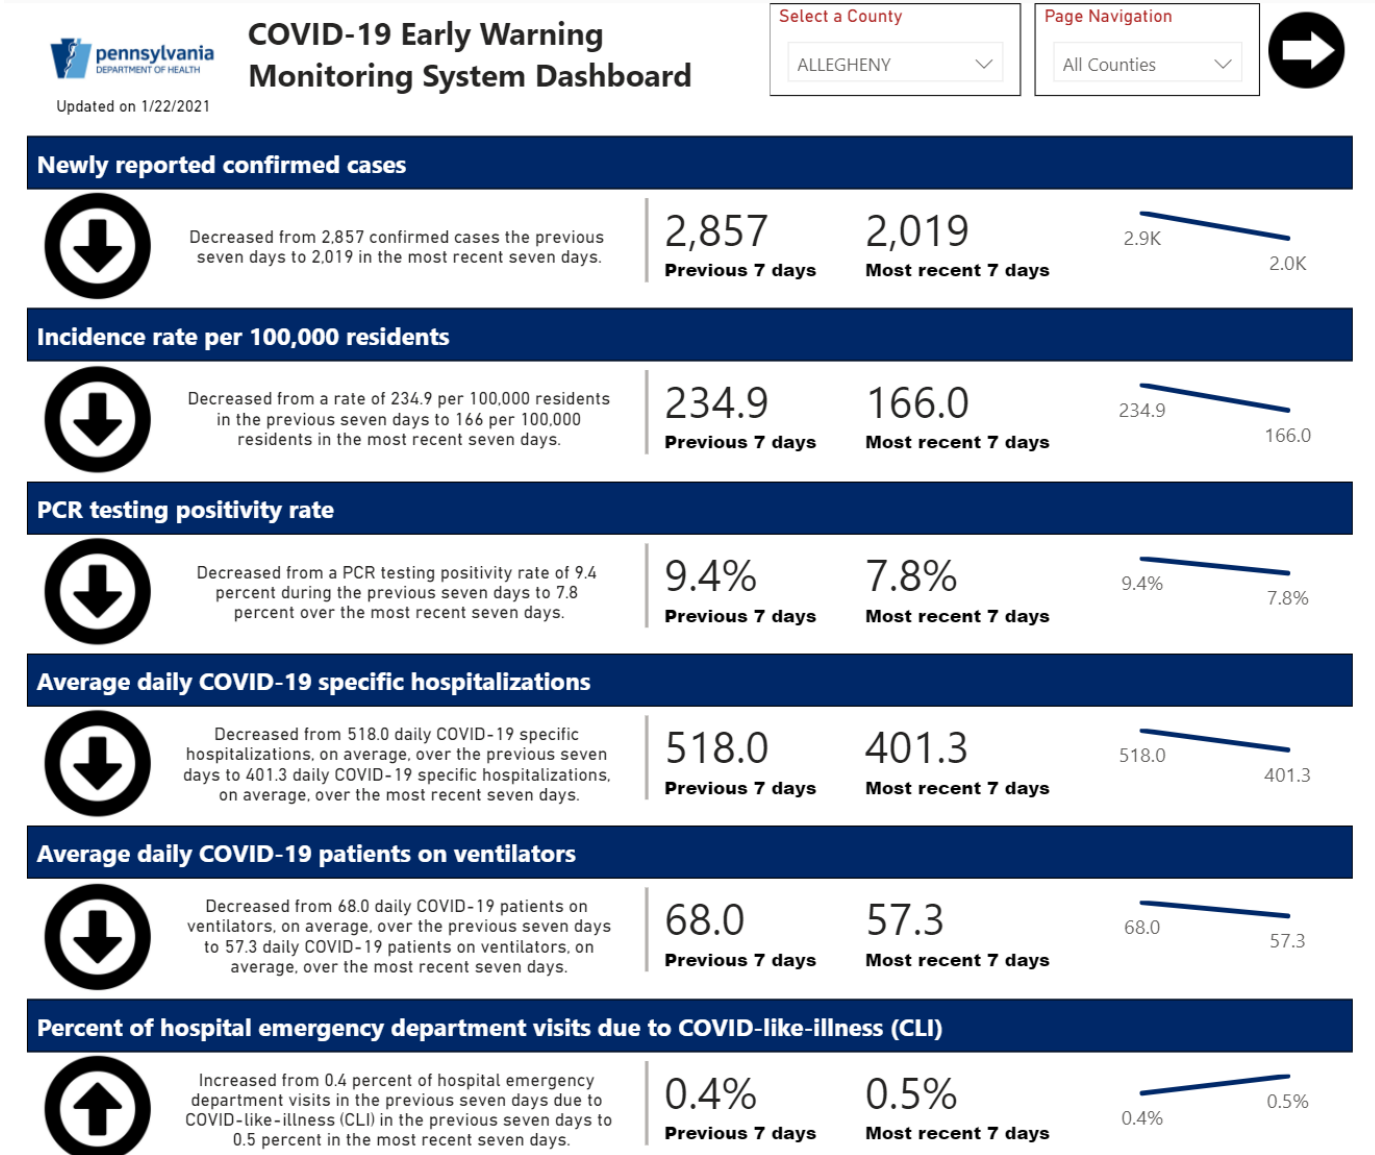 pennsylvania
DEPARTMENT OF HEALTH
Updated on 1/22/2021
COVID-19 Early Warning
Monitoring System Dashboard
Select a County
ALLEGHENY
Page Navigation
All Counties
Newly reported confirmed cases
Decreased from 2,857 confirmed cases the previous
seven days to 2,019 in the most recent seven days.
2,857
Previous 7 days
2,019
Most recent 7 days
2.9K
2.0K
Incidence rate per 100,000 residents
Decreased from a rate of 234.9 per 100,000 residents
in the previous seven days to 166 per 100,000
residents in the most recent seven days.
234.9
Previous 7 days
166.0
Most recent 7 days
234.9
166.0
PCR testing positivity rate
Decreased from a PCR testing positivity rate of 9.4
percent during the previous seven days to 7.8
percent over the most recent seven days.
9.4%
Previous 7 days
7.8%
Most recent 7 days
9.4%
7.8%
Average daily COVID-19 specific hospitalizations
Decreased from 518.0 daily COVID-19 specific
hospitalizations, on average, over the previous seven
days to 401.3 daily COVID-19 specific hospitalizations,
on average, over the most recent seven days.
518.0
Previous 7 days
401.3
Most recent 7 days
518.0
401.3
Average daily COVID-19 patients on ventilators
Decreased from 68.0 daily COVID-19 patients on
ventilators, on average, over the previous seven days
to 57.3 daily COVID-19 patients on ventilators, on
average, over the most recent seven days.
68.0
Previous 7 days
57.3
Most recent 7 days
68.0
57.3
Percent of hospital emergency department visits due to COVID-like-illness (CLI)
Increased from 0.4 percent of hospital emergency
department visits in the previous seven days due to
COVID-like-illness (CLI) in the previous seven days to
0.5 percent in the most recent seven days.
0.4%
Previous 7 days
0.5%
Most recent 7 days
0.4%
0.5%